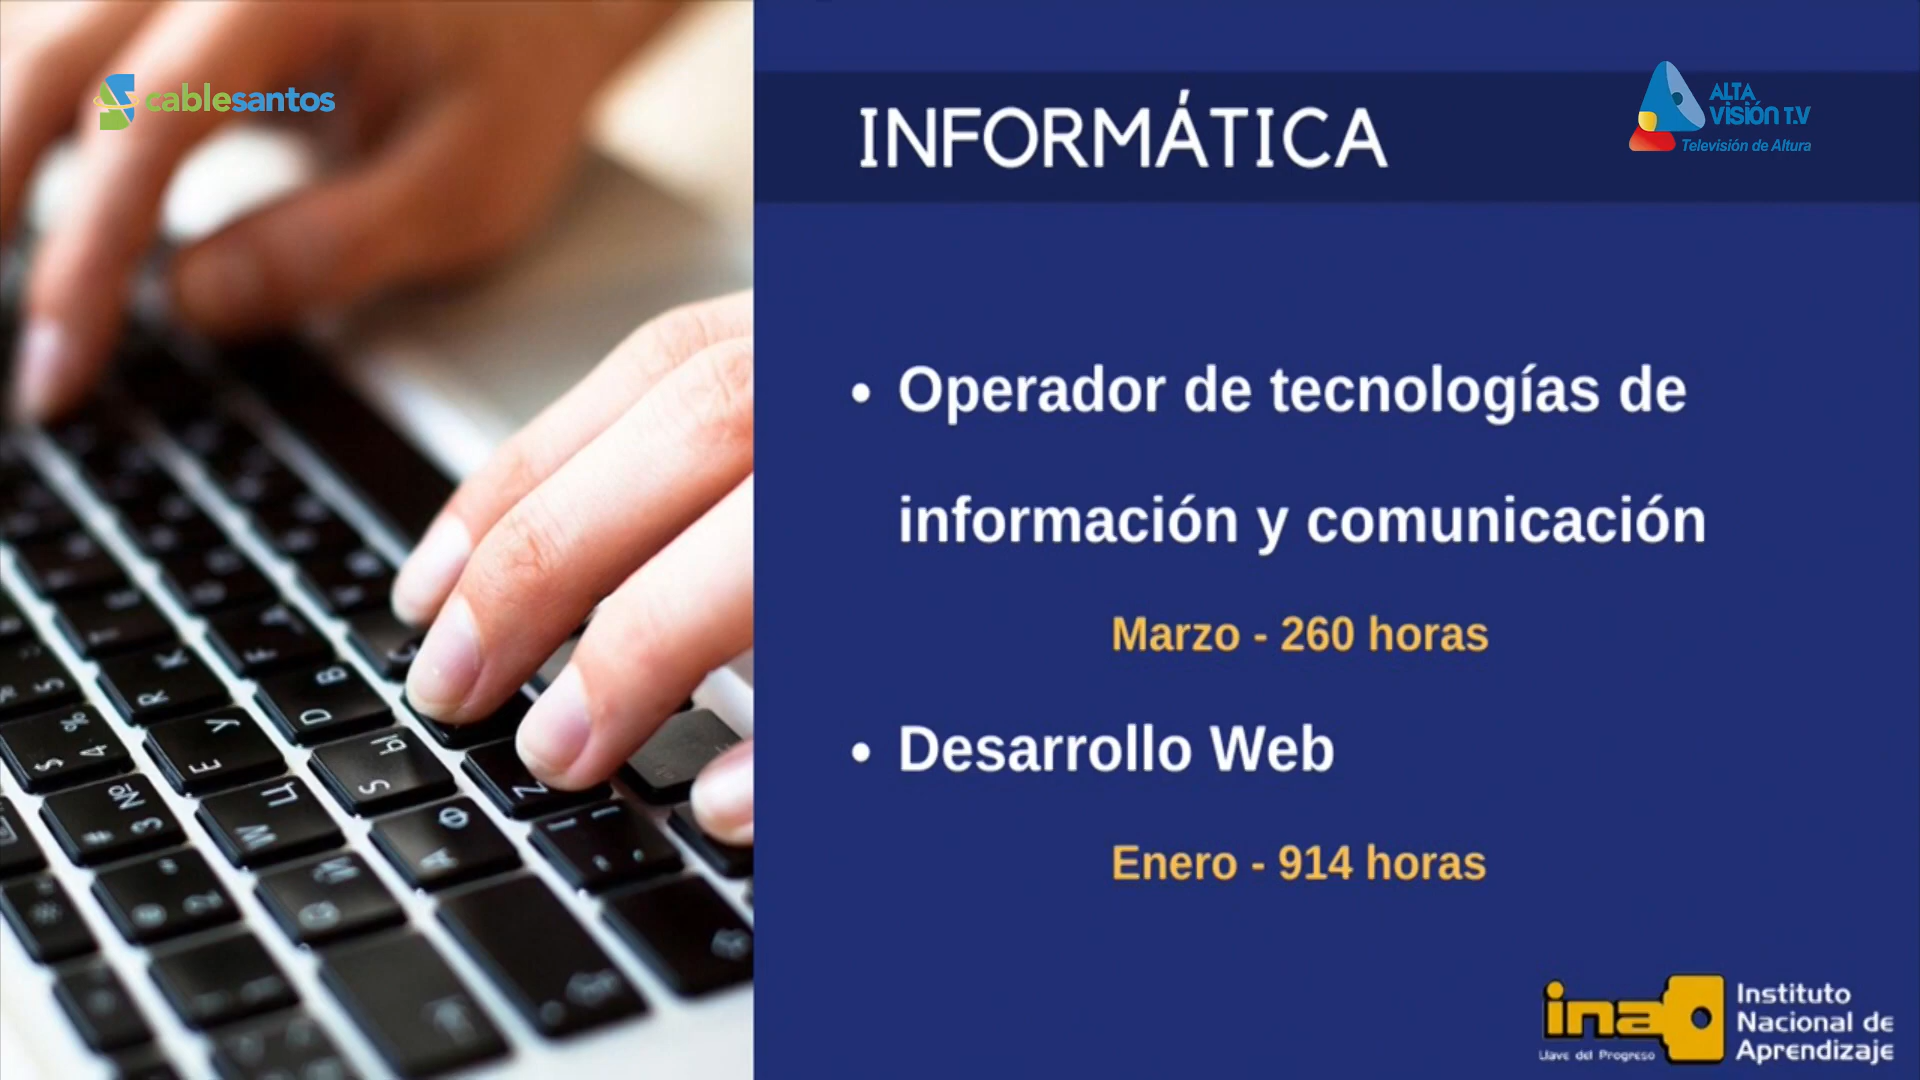 cablesantos
INFORMÁTICA
ALTA
VISIÓN T.V
Televisión de Altura
• Operador de tecnologías de
información y comunicación
Marzo - 260 horas
• Desarrollo Web
Enero - 914 horas
ina
Llave del Progreso
Instituto
Nacional de
Aprendizaje